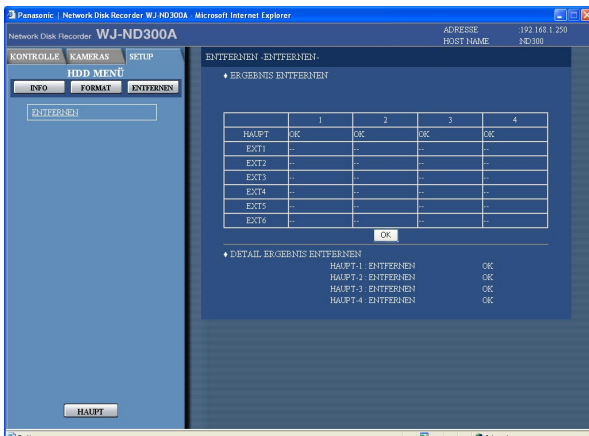 Panasonic | Network Disk Recorder WJ-ND300A - Microsoft Internet Explorer
Network Disk Recorder WJ-ND300A
ADRESSE :192.168.1.250
HOST NAME :ND300
KONTROLLE KAMERAS SETUP
HDD MENÜ
INFO FORMAT ENTFERNEN
ENTFERNEN
HAUPT
ENTFERNEN -ENTFERNEN-
♦ ERGEBNIS ENTFERNEN
1 2 3 4
HAUPT OK OK OK OK
EXT1 -- -- -- --
EXT2 -- -- -- --
EXT3 -- -- -- --
EXT4 -- -- -- --
EXT5 -- -- -- --
EXT6 -- -- -- --
OK
♦ DETAIL ERGEBNIS ENTFERNEN
HAUPT-1 : ENTFERNEN OK
HAUPT-2 : ENTFERNEN OK
HAUPT-3 : ENTFERNEN OK
HAUPT-4 : ENTFERNEN OK